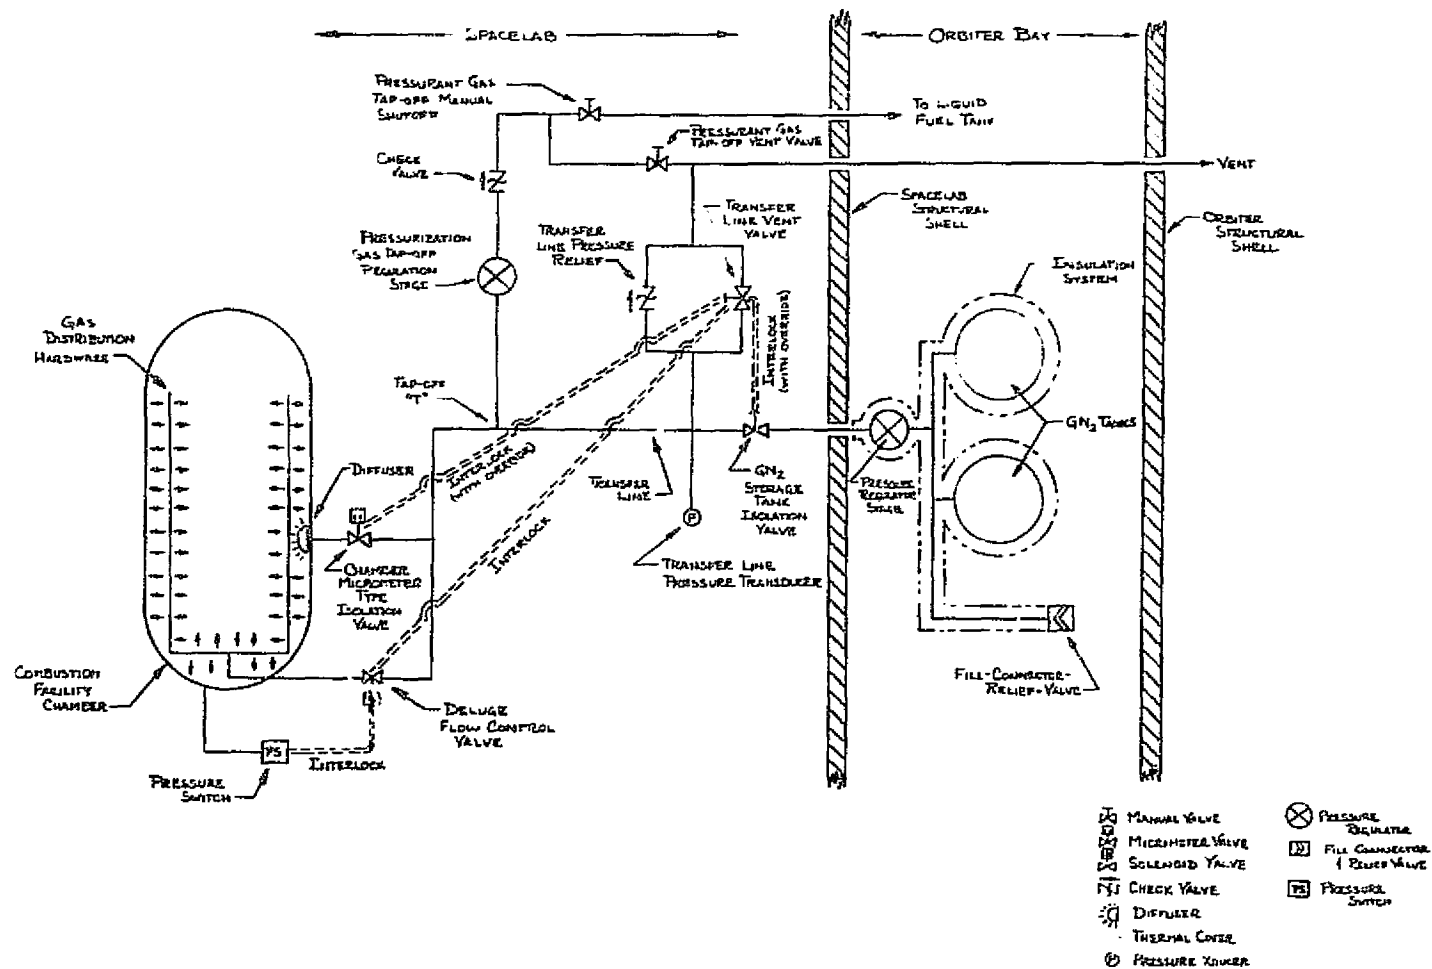 SPACELAB
ORBITER BAY
PRESSURANT GAS
TAP-OFF MANUAL
SHUTOFF
TO LIQUID
FUEL TANK
PRESSURANT GAS
TAP-OFF VENT VALVE
CHECK
VALVE
VENT
TRANSFER
LINE VENT
VALVE
SPACELAB
STRUCTURAL
SHELL
ORBITER
STRUCTURAL
SHELL
PRESSURIZATION
GAS TAP-OFF
REGULATION
STAGE
TRANSFER
LINE PRESSURE
RELIEF
INSULATION
SYSTEM
GAS
DISTRIBUTION
HARDWARE
INTERLOCK
(WITH OVERRIDE)
TAP-OFF
"T"
GN2 TANKS
DIFFUSER
INTERLOCK
(WITH OVERRIDE)
TRANSFER
LINE
GN2
STORAGE
TANK
ISOLATION
VALVE
PRESSURE
REGULATOR
STAGE
P
INTERLOCK
CHAMBER
MICROMETER
TYPE
ISOLATION
VALVE
TRANSFER LINE
PRESSURE TRANSDUCER
COMBUSTION
FACILITY
CHAMBER
FILL-CONNECTER-
RELIEF-VALVE
DELUGE
FLOW CONTROL
VALVE
PS
INTERLOCK
PRESSURE
SWITCH
MANUAL VALVE
MICROMETER VALVE
SOLENOID VALVE
CHECK VALVE
DIFFUSER
THERMAL COVER
P PRESSURE XDUCER
PRESSURE
REGULATOR
FILL CONNECTOR
& RELIEF VALVE
PS PRESSURE
SWITCH